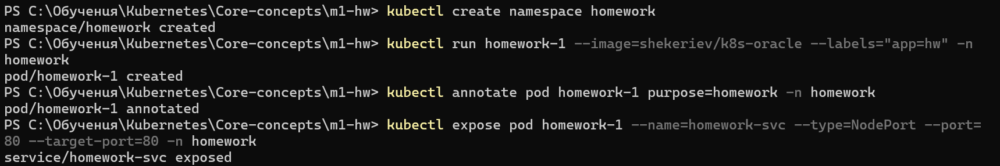 PS C:\Обучения\Kubernetes\Core-concepts\m1-hw> kubectl create namespace homework
namespace/homework created
PS C:\Обучения\Kubernetes\Core-concepts\m1-hw> kubectl run homework-1 --image=shekeriev/k8s-oracle --labels="app=hw" -n
homework
pod/homework-1 created
PS C:\Обучения\Kubernetes\Core-concepts\m1-hw> kubectl annotate pod homework-1 purpose=homework -n homework
pod/homework-1 annotated
PS C:\Обучения\Kubernetes\Core-concepts\m1-hw> kubectl expose pod homework-1 --name=homework-svc --type=NodePort --port=
80 --target-port=80 -n homework
service/homework-svc exposed